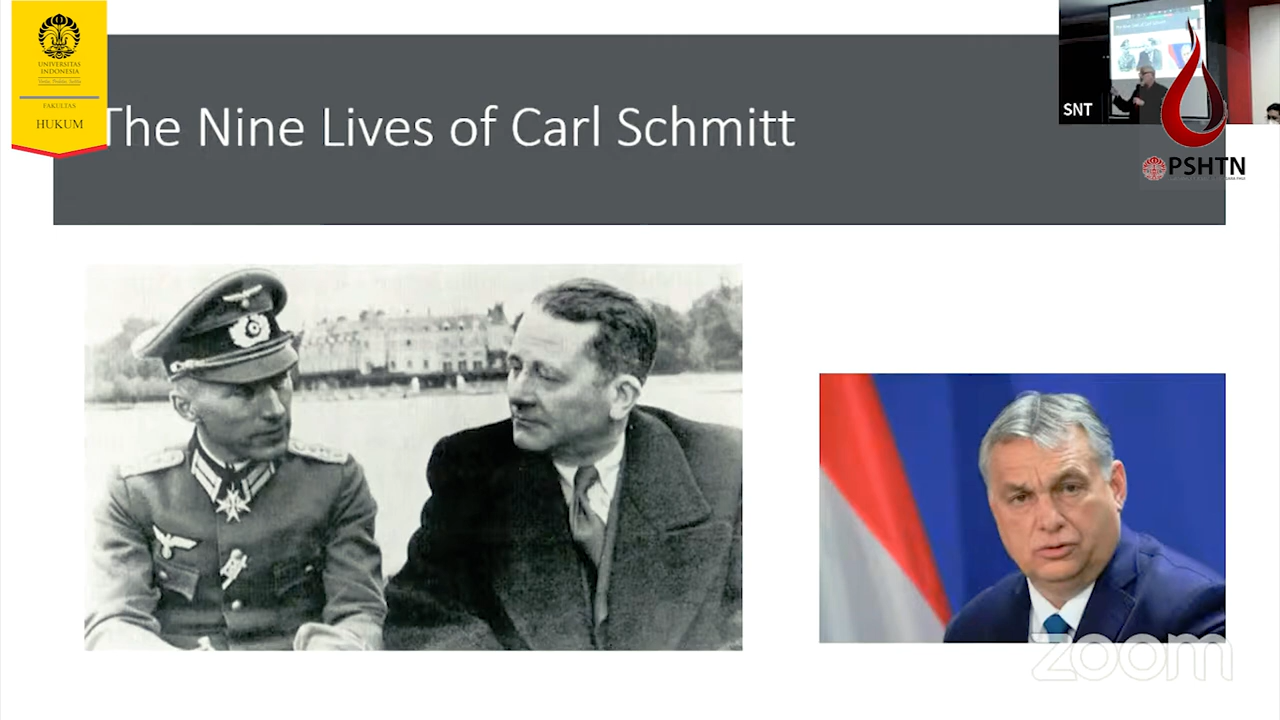 UNIVERSITAS
INDONESIA
FAKULTAS
HUKUM
The Nine Lives of Carl Schmitt
SNT
PSHTN
zoom